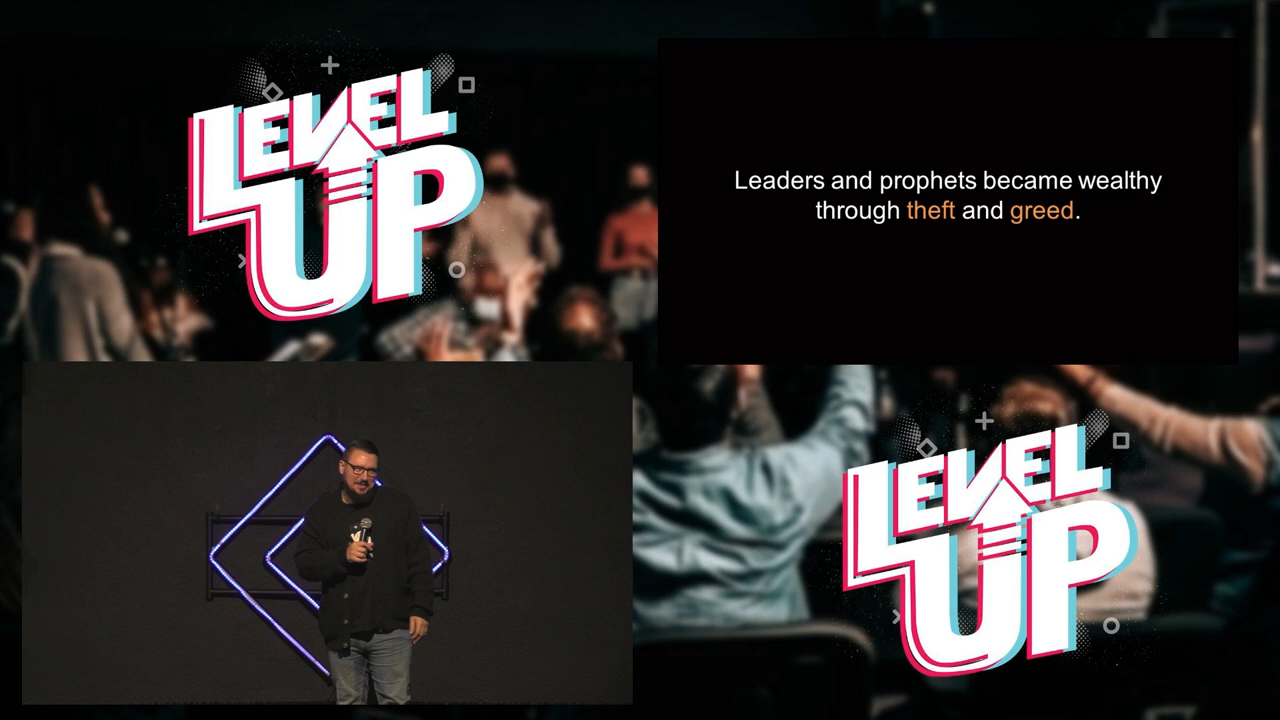 LEVEL
UP
Leaders and prophets became wealthy
through theft and greed.
LEVEL
UP